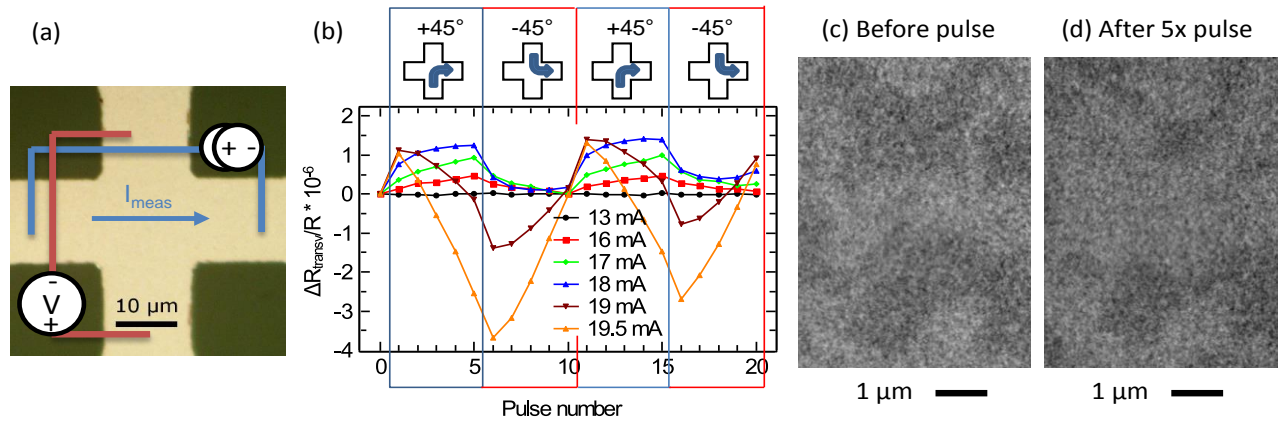 (a)
+ -
I_meas
-
V
+
10 µm
(b)
+45° -45° +45° -45°
ΔR_transv/R * 10^-6
2
1
0
-1
-2
-3
-4
13 mA
16 mA
17 mA
18 mA
19 mA
19.5 mA
0 5 10 15 20
Pulse number
(c) Before pulse
1 µm
(d) After 5x pulse
1 µm